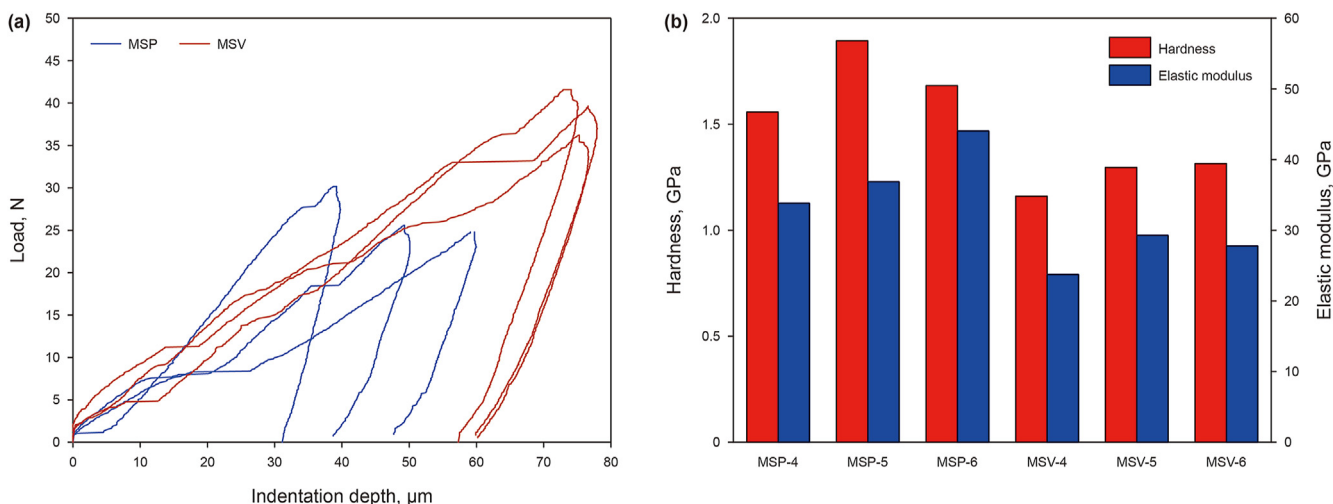 (a)
50
45
40
35
30
25
20
15
10
5
0
Load, N
MSP
MSV
0 10 20 30 40 50 60 70 80
Indentation depth, µm
(b)
2.0
1.5
1.0
0.5
0
Hardness, GPa
Hardness
Elastic modulus
60
50
40
30
20
10
0
Elastic modulus, GPa
MSP-4 MSP-5 MSP-6 MSV-4 MSV-5 MSV-6